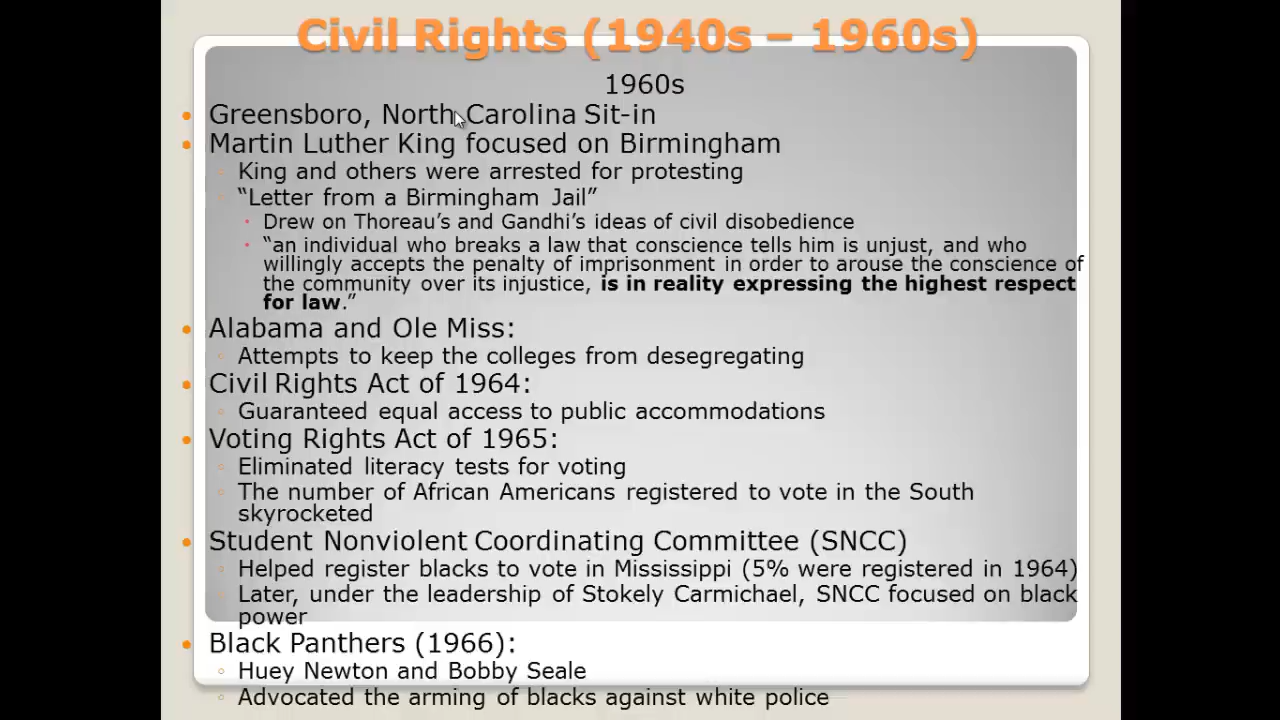 Civil Rights (1940s – 1960s)
1960s
• Greensboro, North Carolina Sit-in
• Martin Luther King focused on Birmingham
◦ King and others were arrested for protesting
◦ “Letter from a Birmingham Jail”
• Drew on Thoreau’s and Gandhi’s ideas of civil disobedience
• “an individual who breaks a law that conscience tells him is unjust, and who
willingly accepts the penalty of imprisonment in order to arouse the conscience of
the community over its injustice, is in reality expressing the highest respect
for law.”
• Alabama and Ole Miss:
◦ Attempts to keep the colleges from desegregating
• Civil Rights Act of 1964:
◦ Guaranteed equal access to public accommodations
• Voting Rights Act of 1965:
◦ Eliminated literacy tests for voting
◦ The number of African Americans registered to vote in the South
skyrocketed
• Student Nonviolent Coordinating Committee (SNCC)
◦ Helped register blacks to vote in Mississippi (5% were registered in 1964)
◦ Later, under the leadership of Stokely Carmichael, SNCC focused on black
power
• Black Panthers (1966):
◦ Huey Newton and Bobby Seale
◦ Advocated the arming of blacks against white police